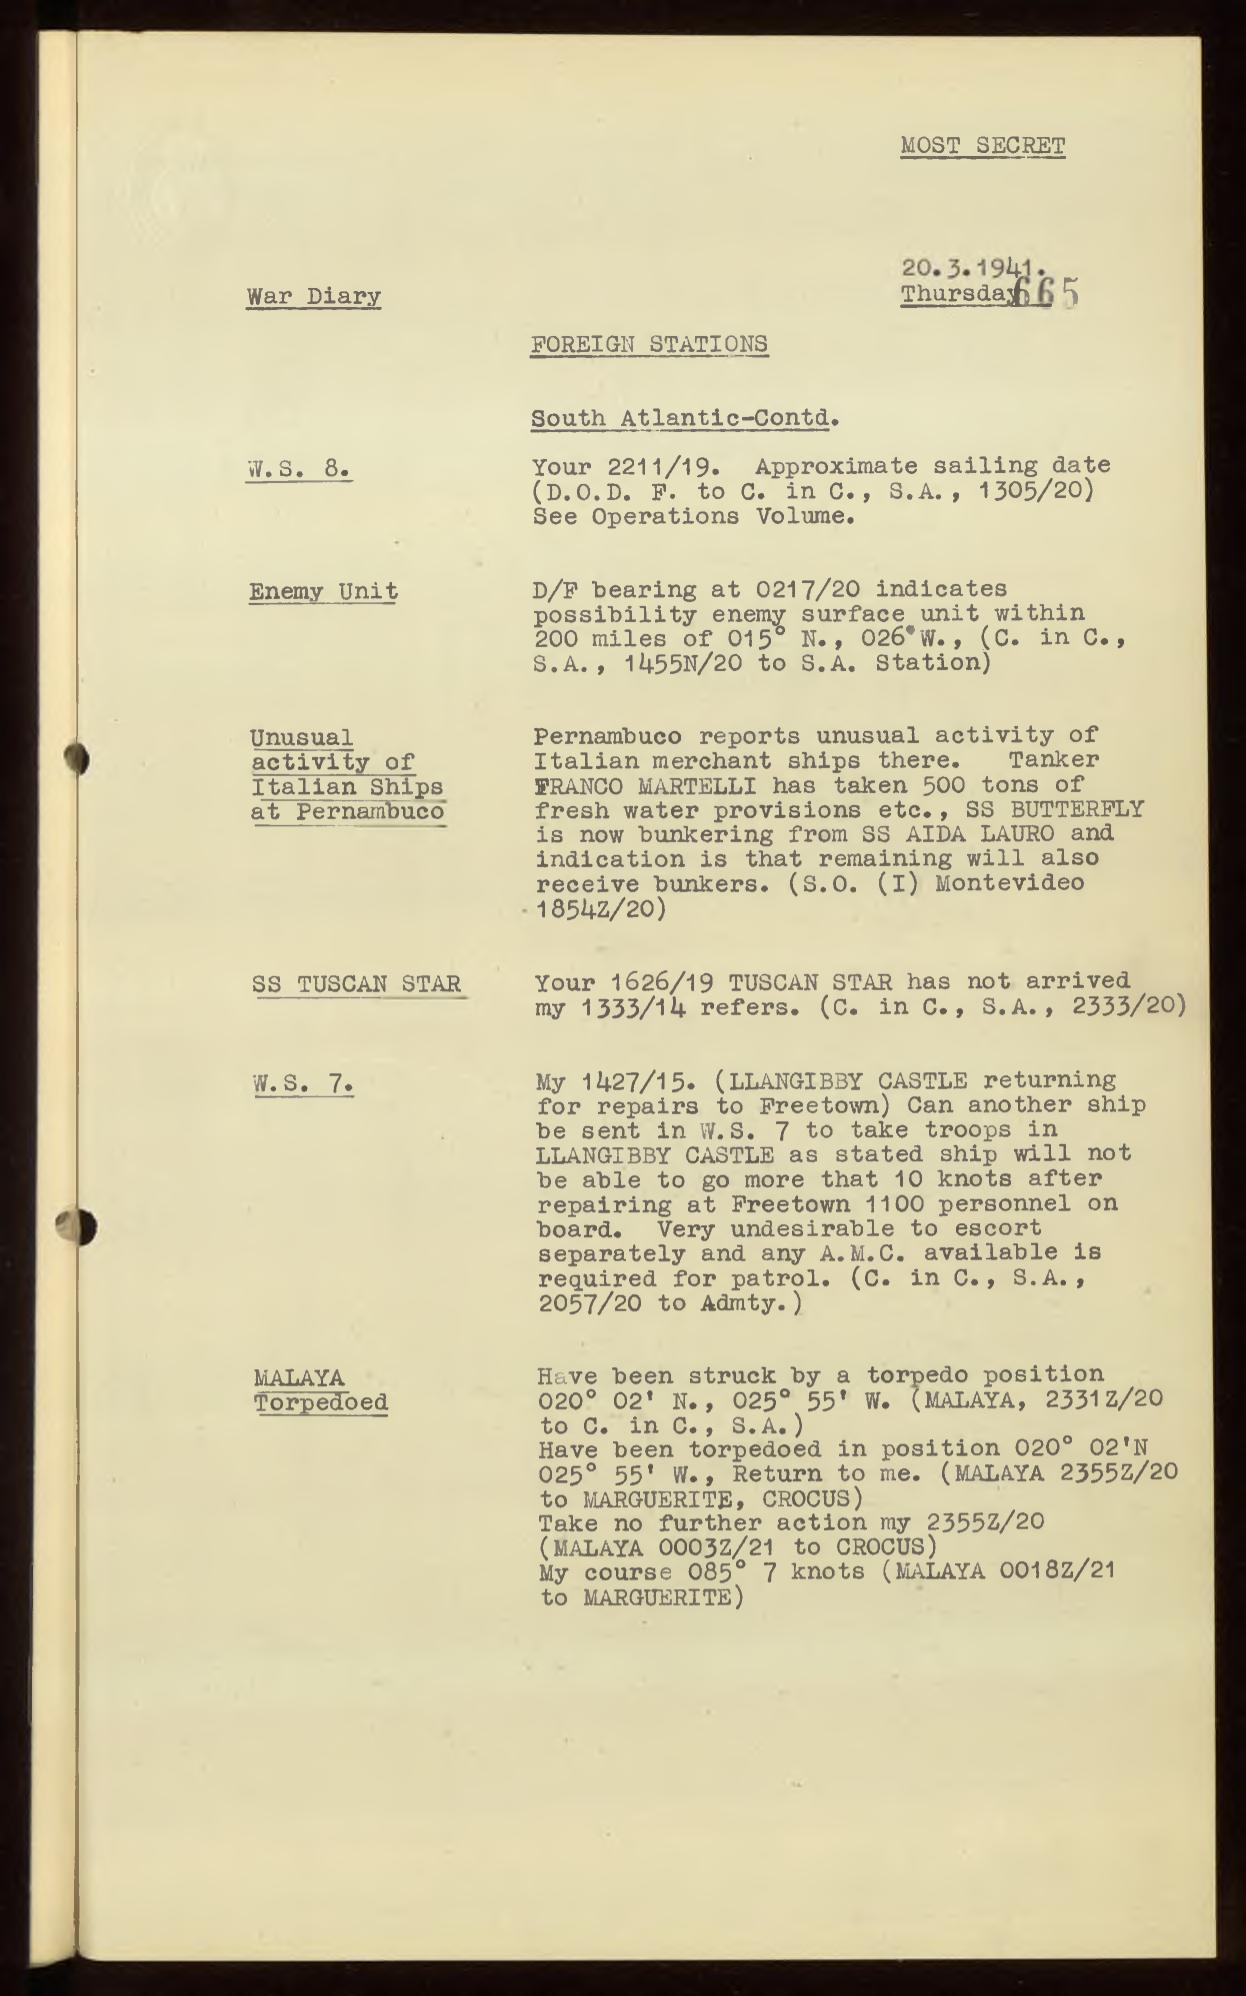 MOST SECRET
20.3.1941.
War Diary
Thursday
665
FOREIGN STATIONS
South Atlantic-Contd.
W.S. 8.
Your 2211/19. Approximate sailing date
(D.O.D. F. to C. in C., S.A., 1305/20)
See Operations Volume.
Enemy Unit
D/F bearing at 0217/20 indicates
possibility enemy surface unit within
200 miles of 015° N., 026° W., (C. in C.,
S.A., 1455N/20 to S.A. Station)
Unusual
activity of
Italian Ships
at Pernambuco
Pernambuco reports unusual activity of
Italian merchant ships there. Tanker
FRANCO MARTELLI has taken 500 tons of
fresh water provisions etc., SS BUTTERFLY
is now bunkering from SS AIDA LAURO and
indication is that remaining will also
receive bunkers. (S.O. (I) Montevideo
1854Z/20)
SS TUSCAN STAR
Your 1626/19 TUSCAN STAR has not arrived
my 1333/14 refers. (C. in C., S.A., 2333/20)
W.S. 7.
My 1427/15. (LLANGIBBY CASTLE returning
for repairs to Freetown) Can another ship
be sent in W.S. 7 to take troops in
LLANGIBBY CASTLE as stated ship will not
be able to go more that 10 knots after
repairing at Freetown 1100 personnel on
board. Very undesirable to escort
separately and any A.M.C. available is
required for patrol. (C. in C., S.A.,
2057/20 to Admty.)
MALAYA
Torpedoed
Have been struck by a torpedo position
020° 02' N., 025° 55' W. (MALAYA, 2331Z/20
to C. in C., S.A.)
Have been torpedoed in position 020° 02'N
025° 55' W., Return to me. (MALAYA 2355Z/20
to MARGUERITE, CROCUS)
Take no further action my 2355Z/20
(MALAYA 0003Z/21 to CROCUS)
My course 085° 7 knots (MALAYA 0018Z/21
to MARGUERITE)